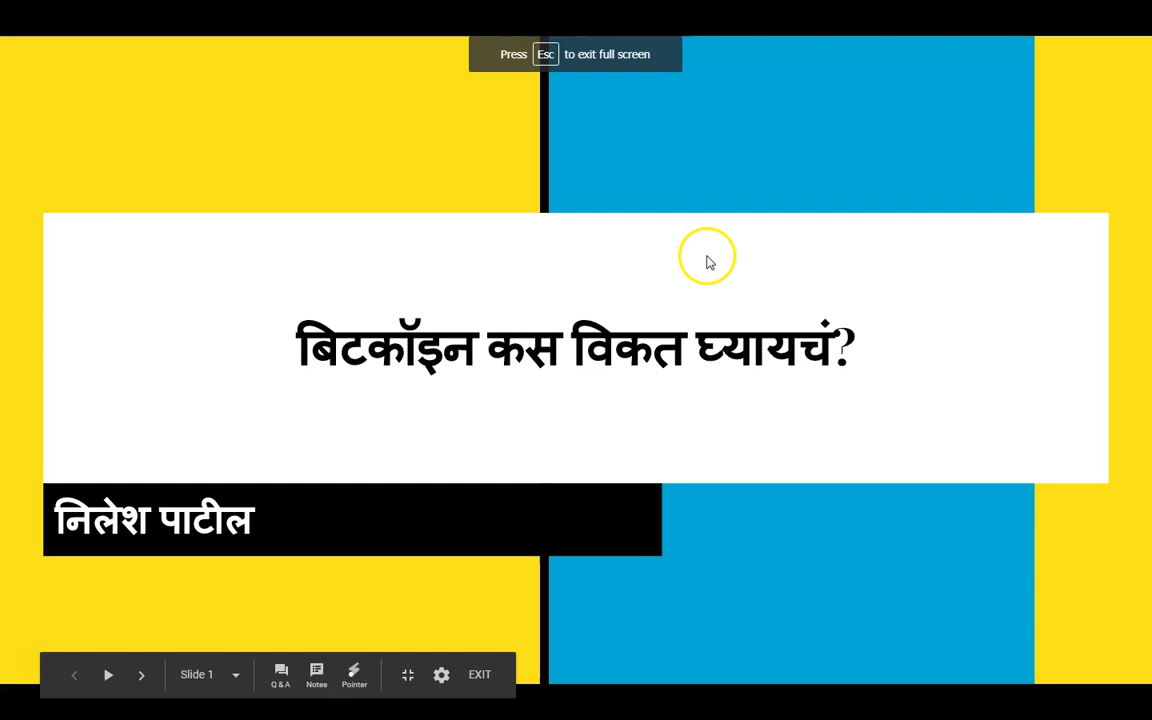 Press Esc to exit full screen
बिटकॉइन कस विकत घ्यायचं?
निलेश पाटील
Slide 1
Q & A
Notes
Pointer
EXIT